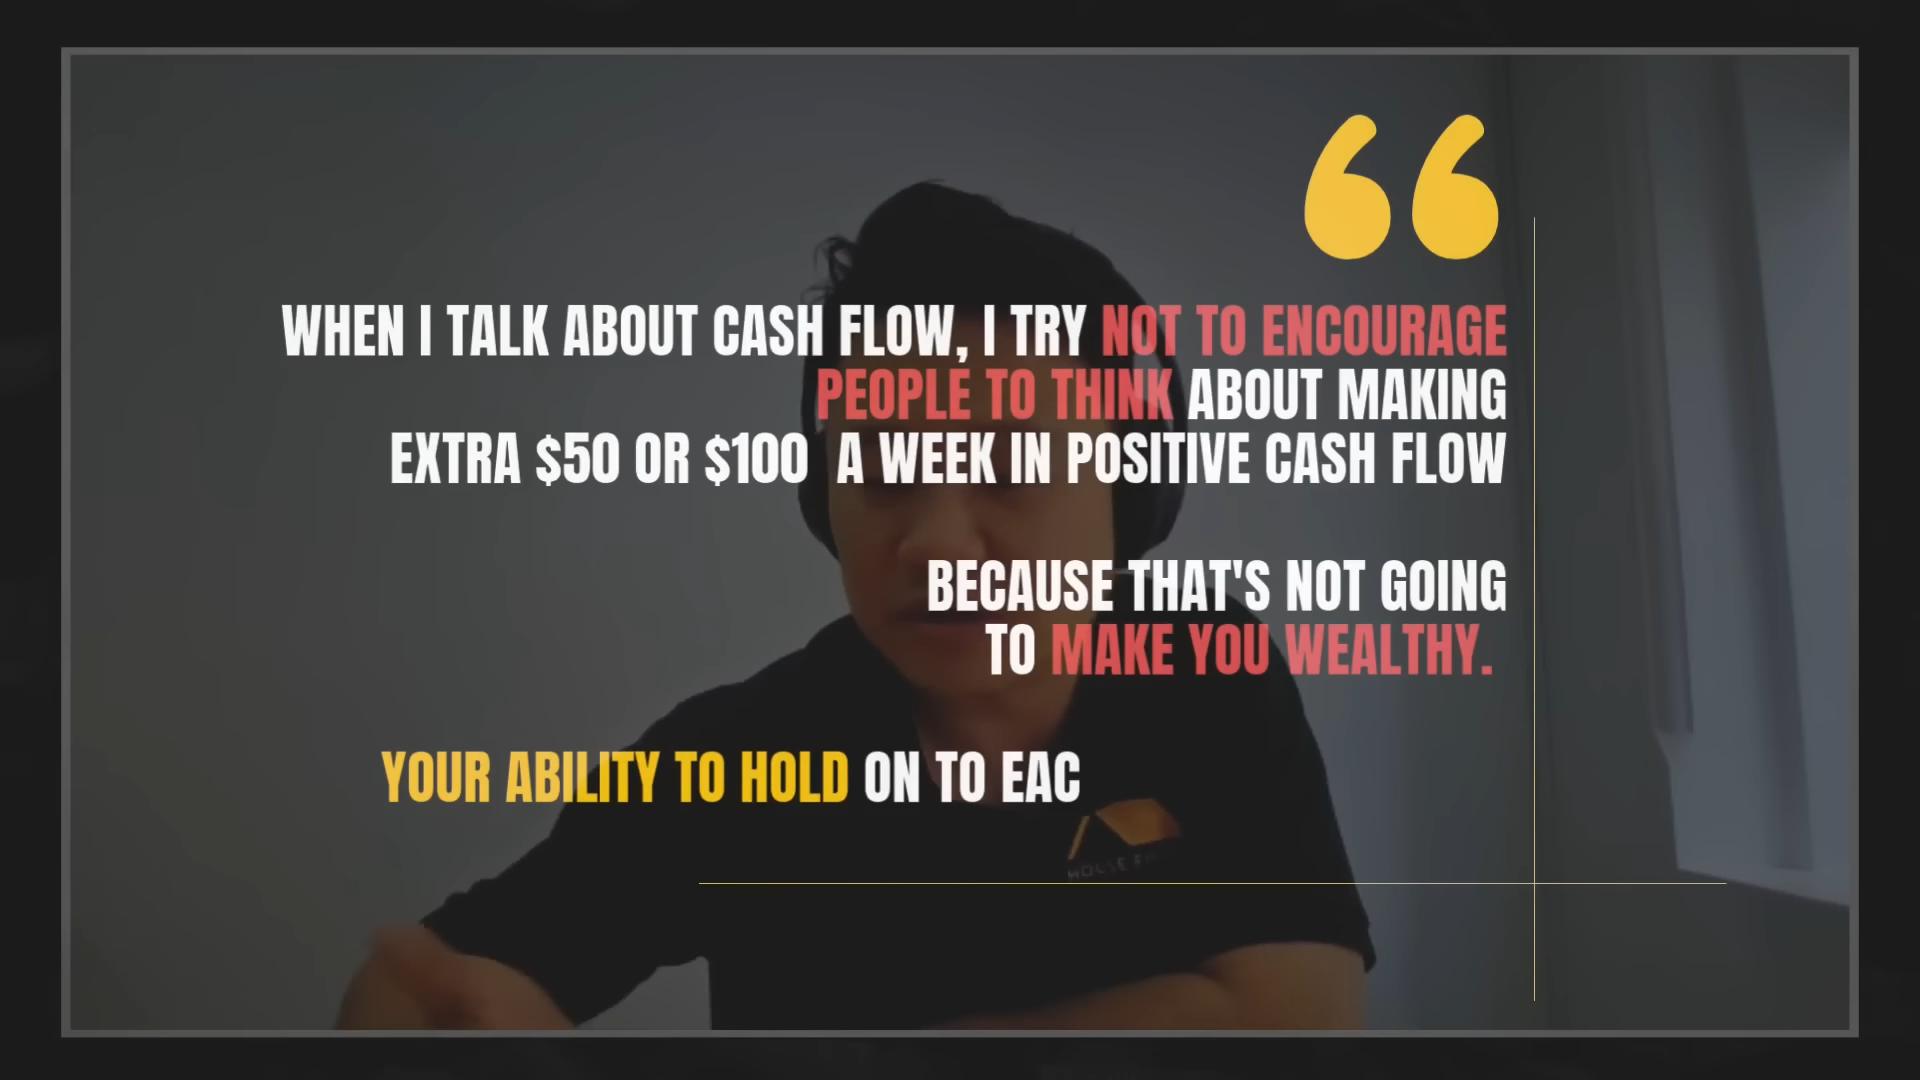 WHEN I TALK ABOUT CASH FLOW, I TRY NOT TO ENCOURAGE
PEOPLE TO THINK ABOUT MAKING
EXTRA $50 OR $100 A WEEK IN POSITIVE CASH FLOW
BECAUSE THAT'S NOT GOING
TO MAKE YOU WEALTHY.
YOUR ABILITY TO HOLD ON TO EAC
HOUSE